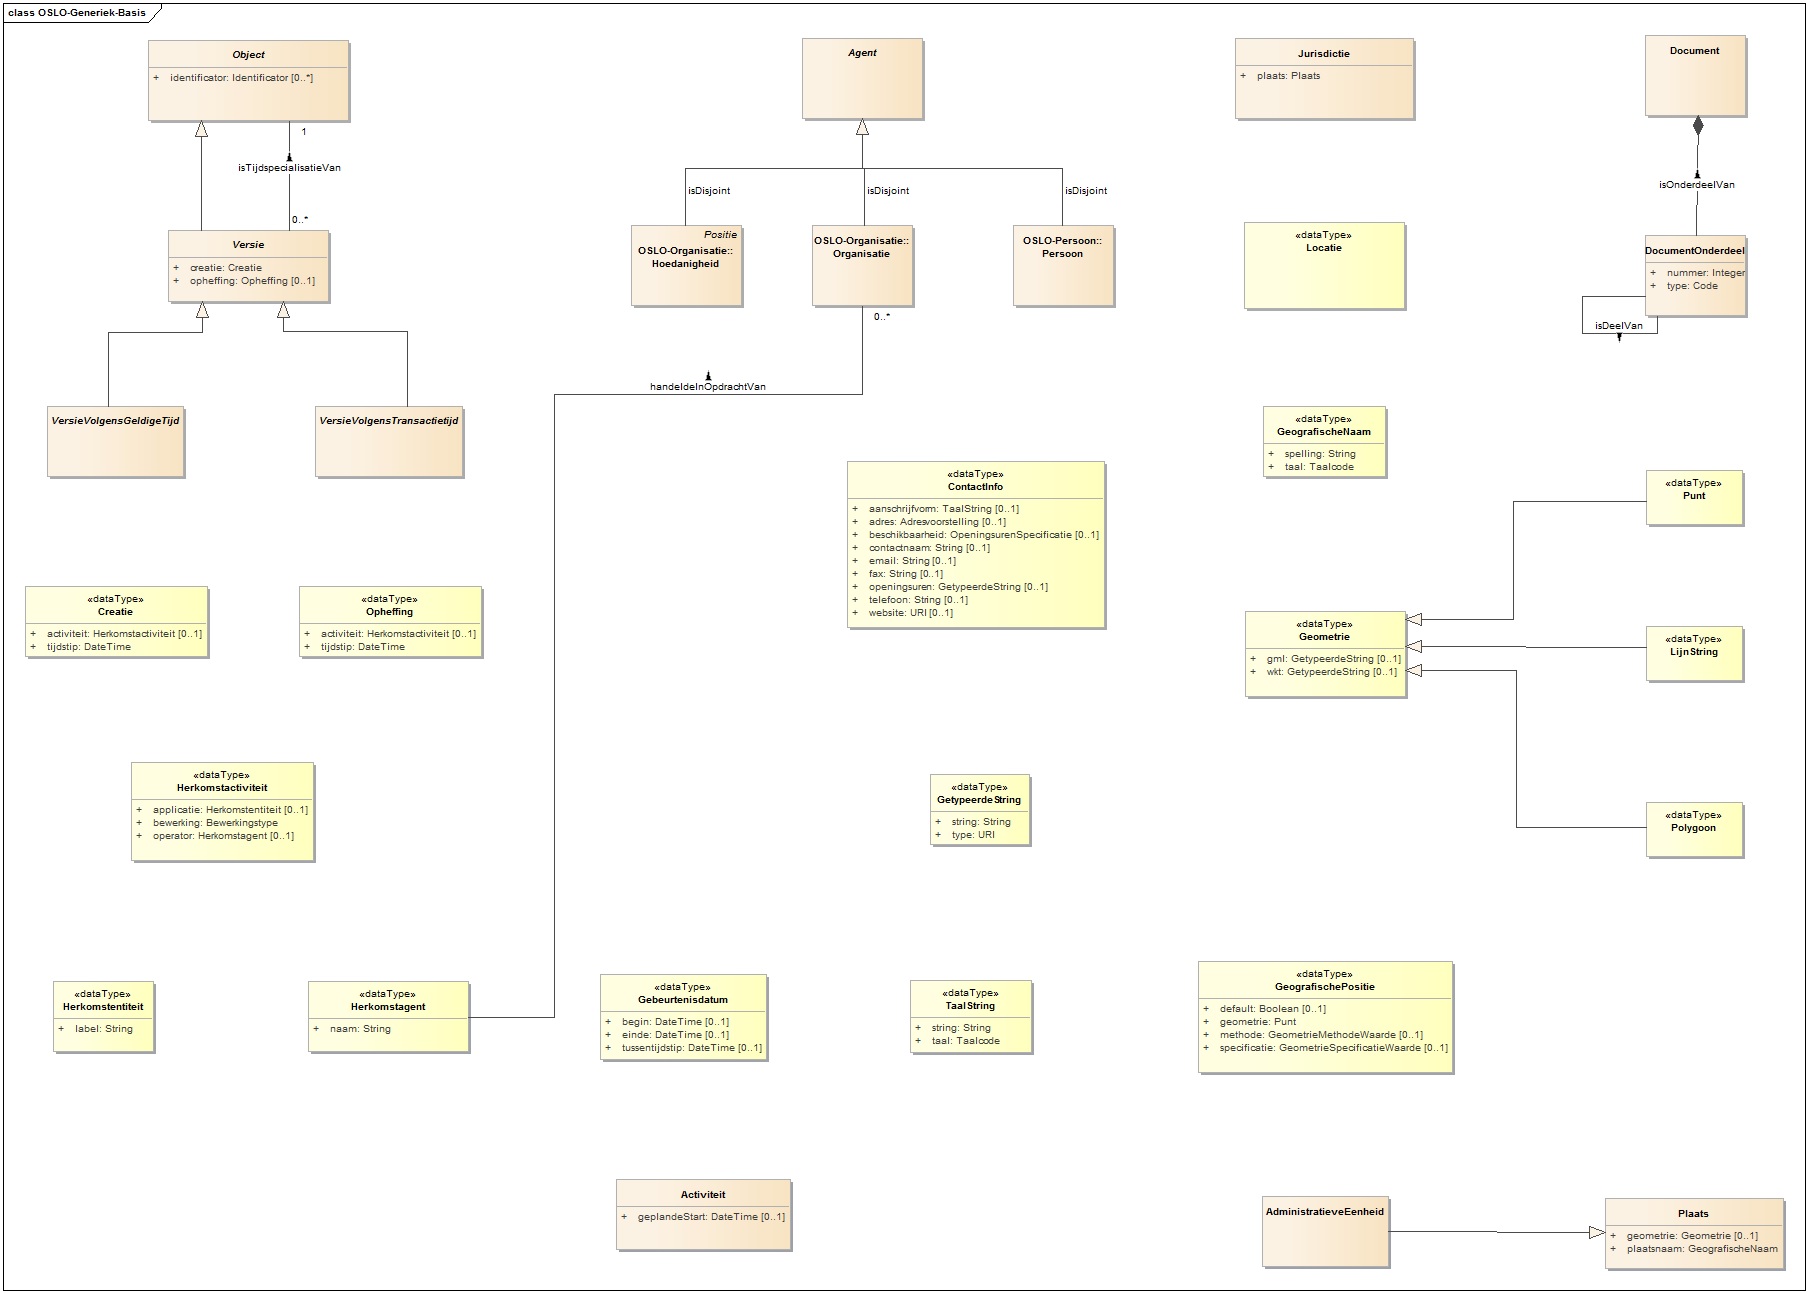 class OSLO-Generiek-Basis
Object
+ identificator: Identificator [0..*]
1
isTijdspecialisatieVan
0..*
Versie
+ creatie: Creatie
+ opheffing: Opheffing [0..1]
VersieVolgensGeldigeTijd
VersieVolgensTransactietijd
Agent
isDisjoint
isDisjoint
isDisjoint
Positie
OSLO-Organisatie::
Hoedanigheid
OSLO-Organisatie::
Organisatie
OSLO-Persoon::
Persoon
0..*
handeldeInOpdrachtVan
Jurisdictie
+ plaats: Plaats
Document
isOnderdeelVan
DocumentOnderdeel
+ nummer: Integer
+ type: Code
isDeelVan
«dataType»
Locatie
«dataType»
GeografischeNaam
+ spelling: String
+ taal: Taalcode
«dataType»
ContactInfo
+ aanschrijfvorm: TaalString [0..1]
+ adres: Adresvoorstelling [0..1]
+ beschikbaarheid: OpeningsurenSpecificatie [0..1]
+ contactnaam: String [0..1]
+ email: String [0..1]
+ fax: String [0..1]
+ openingsuren: GetypeerdeString [0..1]
+ telefoon: String [0..1]
+ website: URI [0..1]
«dataType»
Punt
«dataType»
Creatie
+ activiteit: Herkomstactiviteit [0..1]
+ tijdstip: DateTime
«dataType»
Opheffing
+ activiteit: Herkomstactiviteit [0..1]
+ tijdstip: DateTime
«dataType»
Geometrie
+ gml: GetypeerdeString [0..1]
+ wkt: GetypeerdeString [0..1]
«dataType»
LijnString
«dataType»
Herkomstactiviteit
+ applicatie: Herkomstentiteit [0..1]
+ bewerking: Bewerkingstype
+ operator: Herkomstagent [0..1]
«dataType»
GetypeerdeString
+ string: String
+ type: URI
«dataType»
Polygoon
«dataType»
Herkomstentiteit
+ label: String
«dataType»
Herkomstagent
+ naam: String
«dataType»
Gebeurtenisdatum
+ begin: DateTime [0..1]
+ einde: DateTime [0..1]
+ tussentijdstip: DateTime [0..1]
«dataType»
TaalString
+ string: String
+ taal: Taalcode
«dataType»
GeografischePositie
+ default: Boolean [0..1]
+ geometrie: Punt
+ methode: GeometrieMethodeWaarde [0..1]
+ specificatie: GeometrieSpecificatieWaarde [0..1]
Activiteit
+ geplandeStart: DateTime [0..1]
AdministratieveEenheid
Plaats
+ geometrie: Geometrie [0..1]
+ plaatsnaam: GeografischeNaam